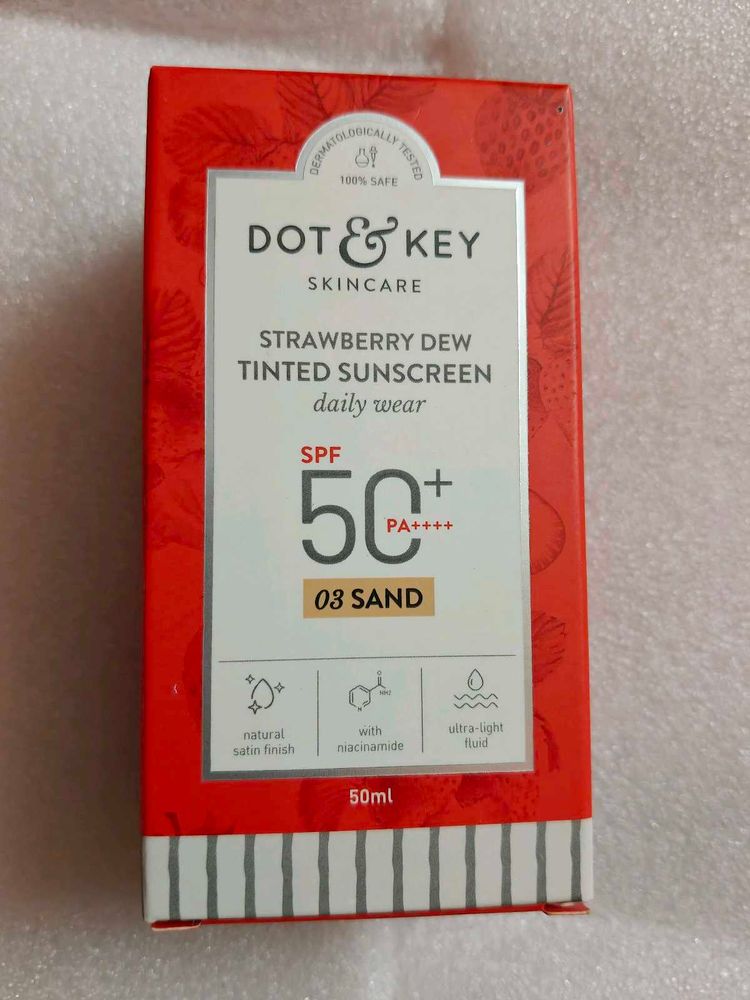 DERMATOLOGICALLY TESTED
100% SAFE
DOT & KEY
SKINCARE
STRAWBERRY DEW
TINTED SUNSCREEN
daily wear
SPF
50+
PA++++
03 SAND
NH2
N
O
natural
satin finish
with
niacinamide
ultra-light
fluid
50ml